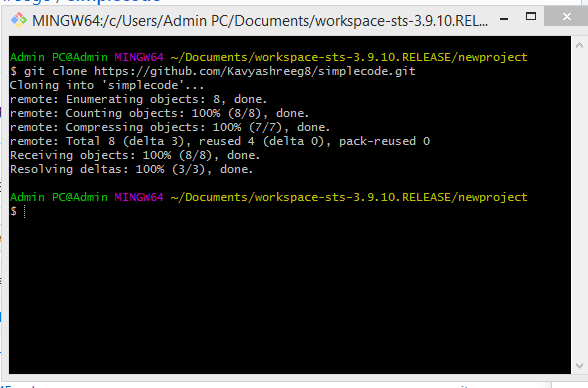 MINGW64:/c/Users/Admin PC/Documents/workspace-sts-3.9.10.REL...
Admin PC@Admin MINGW64 ~/Documents/workspace-sts-3.9.10.RELEASE/newproject
$ git clone https://github.com/Kavyashreeg8/simplecode.git
Cloning into 'simplecode'...
remote: Enumerating objects: 8, done.
remote: Counting objects: 100% (8/8), done.
remote: Compressing objects: 100% (7/7), done.
remote: Total 8 (delta 3), reused 4 (delta 0), pack-reused 0
Receiving objects: 100% (8/8), done.
Resolving deltas: 100% (3/3), done.
Admin PC@Admin MINGW64 ~/Documents/workspace-sts-3.9.10.RELEASE/newproject
$